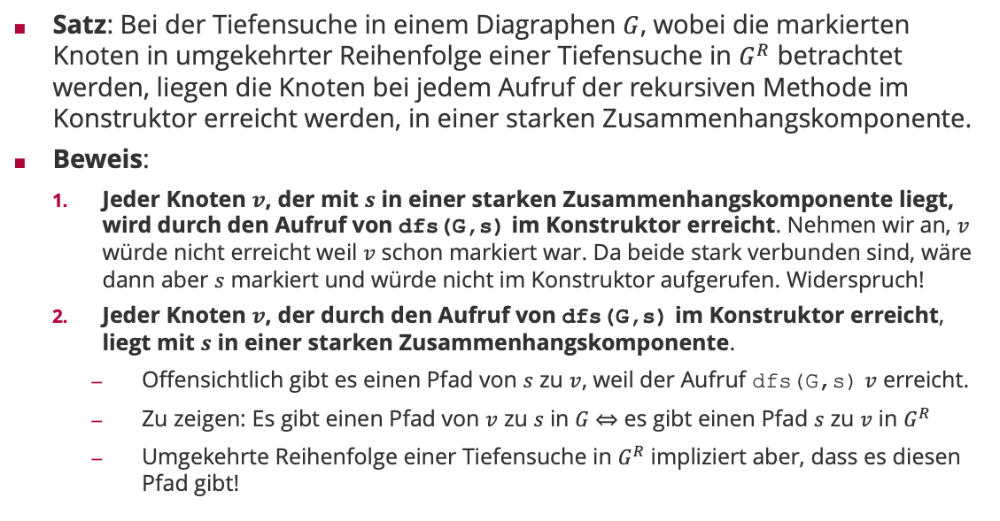 ▪ Satz: Bei der Tiefensuche in einem Diagraphen G, wobei die markierten
Knoten in umgekehrter Reihenfolge einer Tiefensuche in Gᴿ betrachtet
werden, liegen die Knoten bei jedem Aufruf der rekursiven Methode im
Konstruktor erreicht werden, in einer starken Zusammenhangskomponente.
▪ Beweis:
1. Jeder Knoten v, der mit s in einer starken Zusammenhangskomponente liegt,
wird durch den Aufruf von dfs(G,s) im Konstruktor erreicht. Nehmen wir an, v
würde nicht erreicht weil v schon markiert war. Da beide stark verbunden sind, wäre
dann aber s markiert und würde nicht im Konstruktor aufgerufen. Widerspruch!
2. Jeder Knoten v, der durch den Aufruf von dfs(G,s) im Konstruktor erreicht,
liegt mit s in einer starken Zusammenhangskomponente.
– Offensichtlich gibt es einen Pfad von s zu v, weil der Aufruf dfs(G,s) v erreicht.
– Zu zeigen: Es gibt einen Pfad von v zu s in G ⇔ es gibt einen Pfad s zu v in Gᴿ
– Umgekehrte Reihenfolge einer Tiefensuche in Gᴿ impliziert aber, dass es diesen
Pfad gibt!